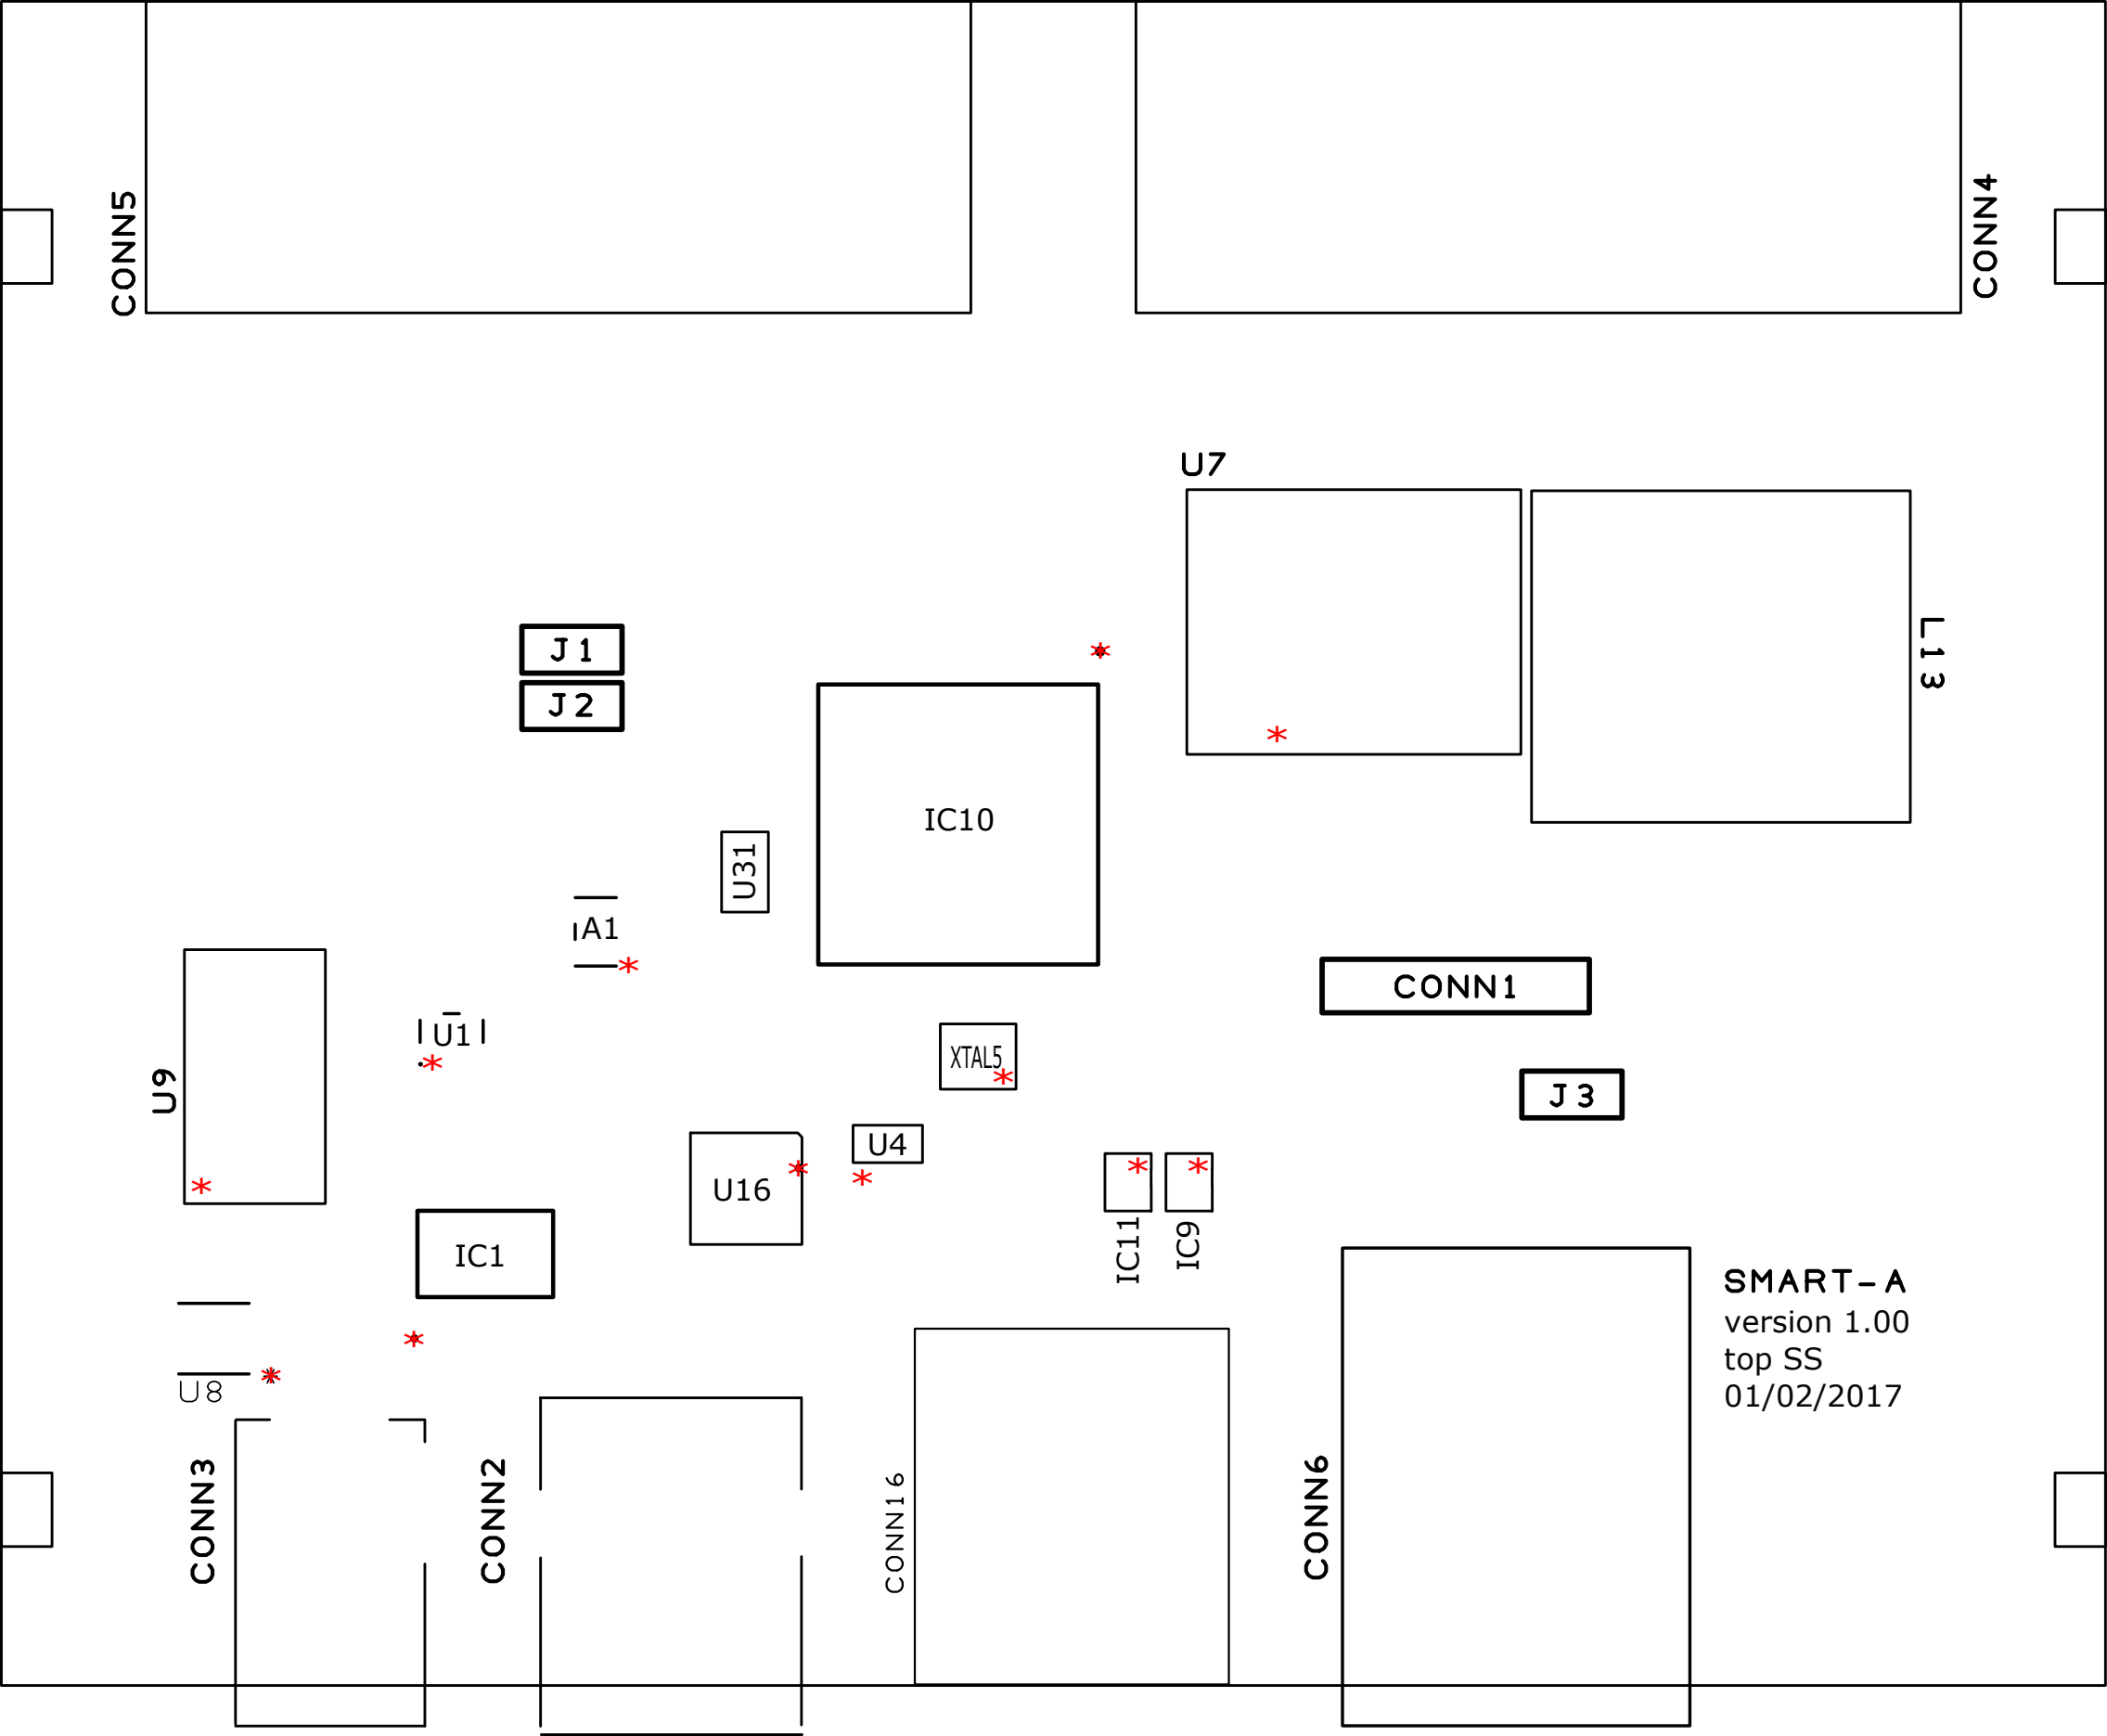 CONN5
CONN4
U7
L13
J1
J2
IC10
U31
A1
CONN1
U1
XTAL5
U9
J3
U4
U16
IC11
IC9
IC1
SMART-A
version 1.00
top SS
01/02/2017
U8
CONN3
CONN2
CONN16
CONN6